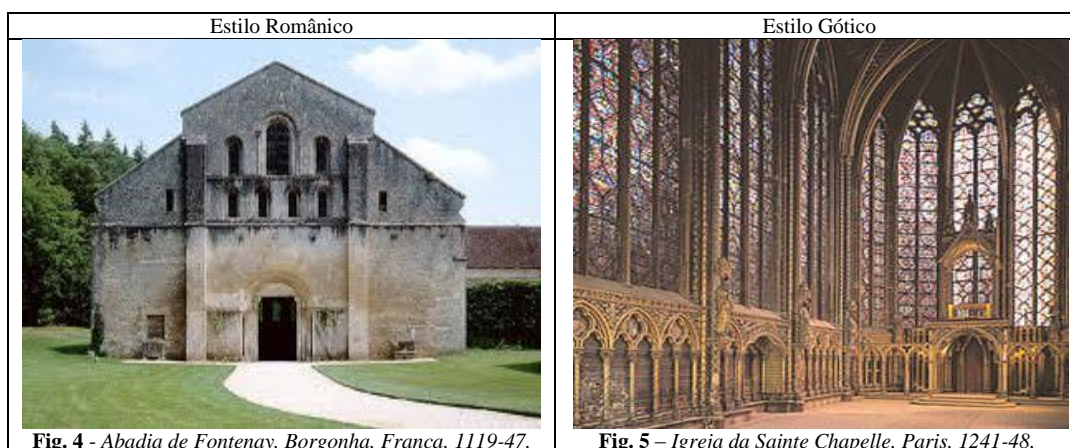 Estilo Românico
Estilo Gótico
Fig. 4 - Abadia de Fontenay, Borgonha, França, 1119-47.
Fig. 5 – Igreja da Sainte Chapelle, Paris, 1241-48.